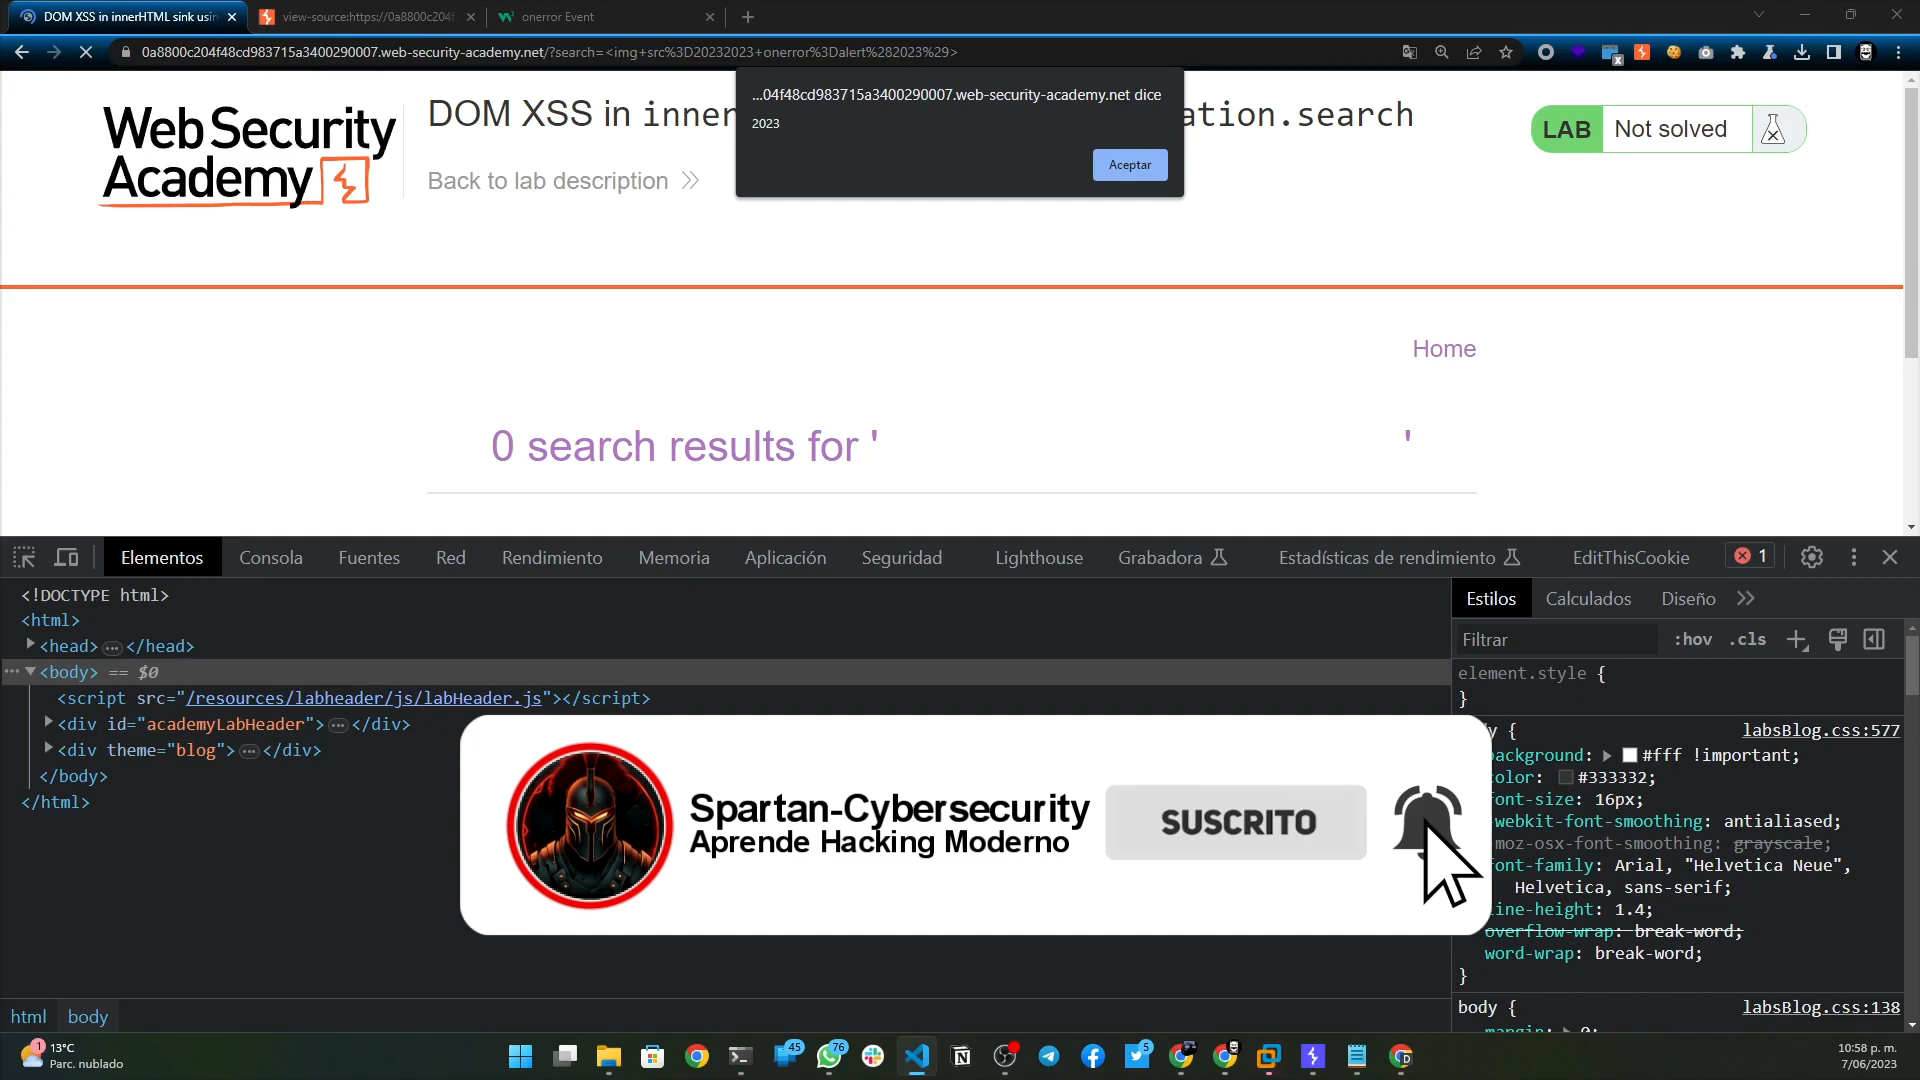 DOM XSS in innerHTML sink usin
view-source:https://0a8800c204f
onerror Event
0a8800c204f48cd983715a3400290007.web-security-academy.net/?search=<img+src%3D20232023+onerror%3Dalert%282023%29>
...04f48cd983715a3400290007.web-security-academy.net dice
2023
Aceptar
Web Security
Academy
DOM XSS in inner
ation.search
Back to lab description
LAB Not solved
Home
0 search results for ' '
Elementos Consola Fuentes Red Rendimiento Memoria Aplicación Seguridad Lighthouse Grabadora Estadísticas de rendimiento EditThisCookie 1
<!DOCTYPE html>
<html>
<head> … </head>
<body> == $0
<script src="/resources/labheader/js/labHeader.js"></script>
<div id="academyLabHeader"> … </div>
<div theme="blog"> … </div>
</body>
</html>
Estilos Calculados Diseño
Filtrar :hov .cls
element.style {
}
y { labsBlog.css:577
background: #fff !important;
color: #333332;
font-size: 16px;
webkit-font-smoothing: antialiased;
moz-osx-font-smoothing: grayscale;
font-family: Arial, "Helvetica Neue",
Helvetica, sans-serif;
line-height: 1.4;
overflow-wrap: break-word;
word-wrap: break-word;
}
body { labsBlog.css:138
margin: 0;
Spartan-Cybersecurity
Aprende Hacking Moderno
SUSCRITO
html body
1
13°C
Parc. nublado
45
76
5
10:58 p. m.
7/06/2023